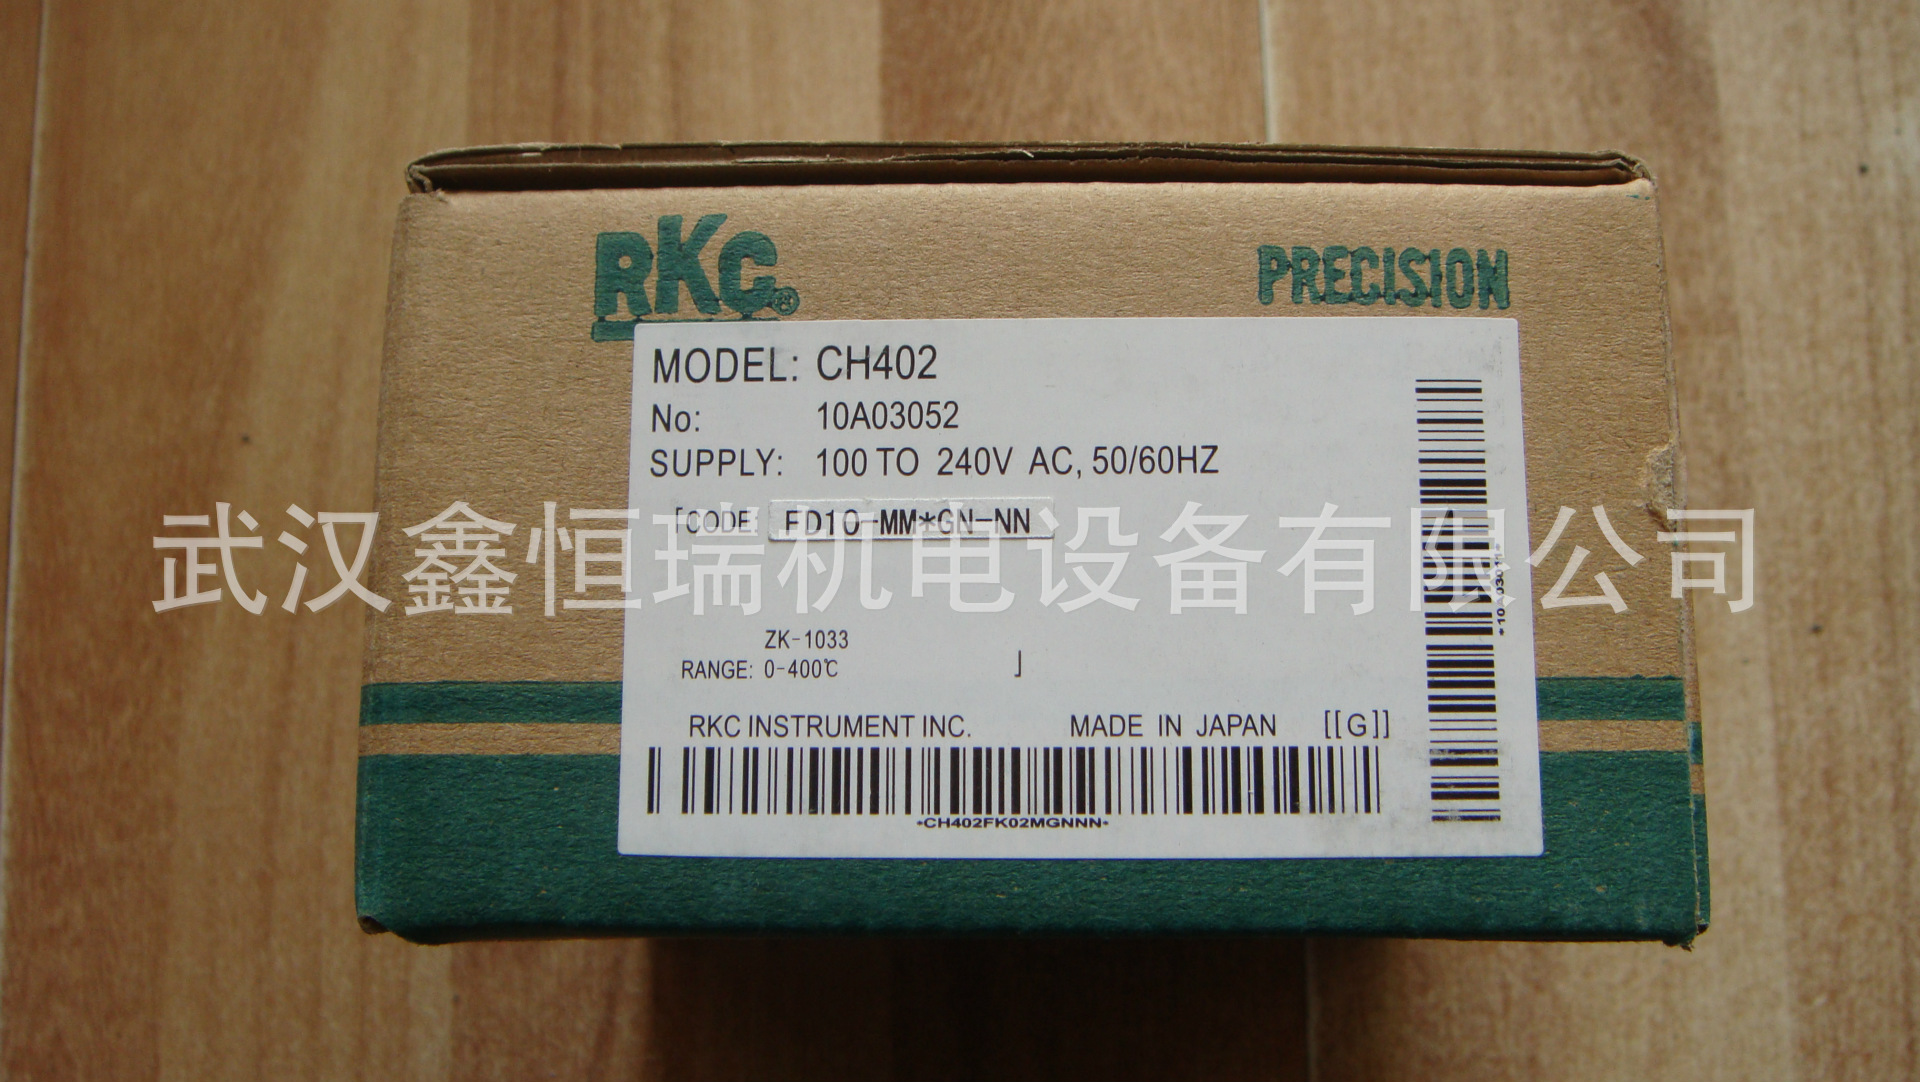 RKC®
PRECISION
MODEL: CH402
No: 10A03052
SUPPLY: 100 TO 240V AC, 50/60HZ
「CODE: FD10-MM*GN-NN
武汉鑫恒瑞机电设备有限公司
ZK-1033
RANGE: 0-400℃ 」
RKC INSTRUMENT INC. MADE IN JAPAN [[G]]
*CH402FK02MGNNN*